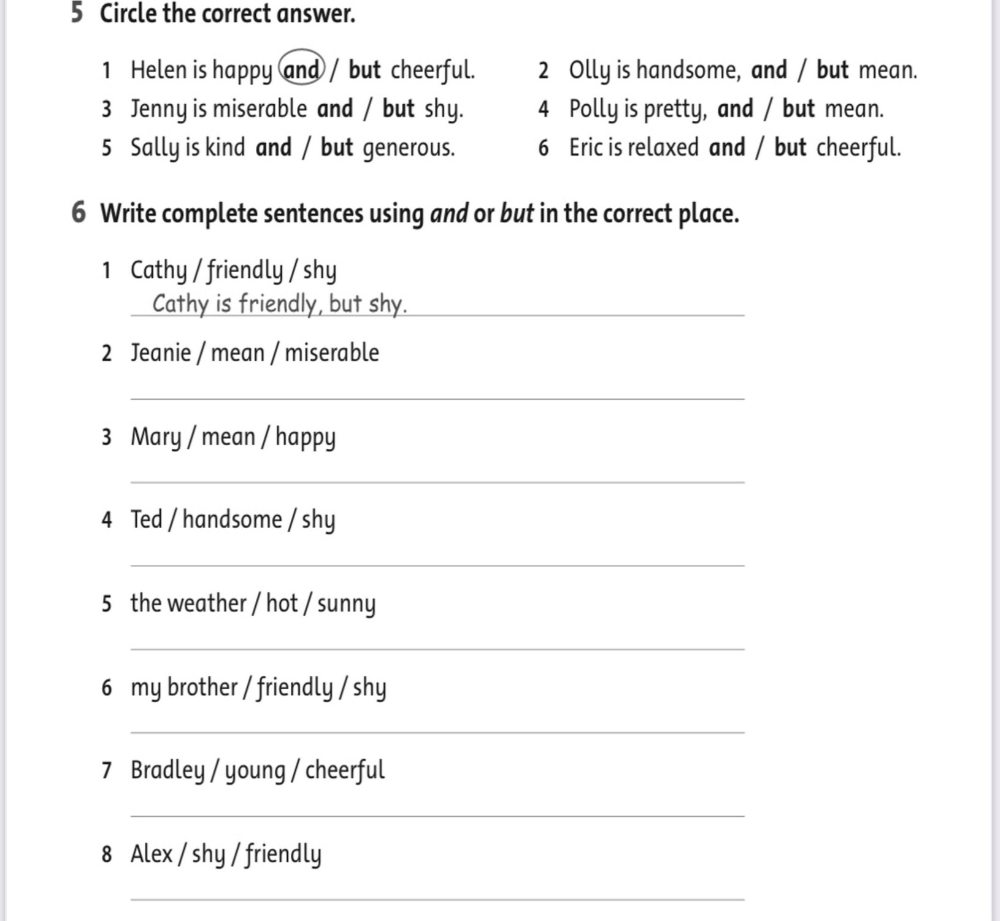 5 Circle the correct answer.
1 Helen is happy and / but cheerful.
2 Olly is handsome, and / but mean.
3 Jenny is miserable and / but shy.
4 Polly is pretty, and / but mean.
5 Sally is kind and / but generous.
6 Eric is relaxed and / but cheerful.
6 Write complete sentences using and or but in the correct place.
1 Cathy / friendly / shy
Cathy is friendly, but shy.
2 Jeanie / mean / miserable
3 Mary / mean / happy
4 Ted / handsome / shy
5 the weather / hot / sunny
6 my brother / friendly / shy
7 Bradley / young / cheerful
8 Alex / shy / friendly